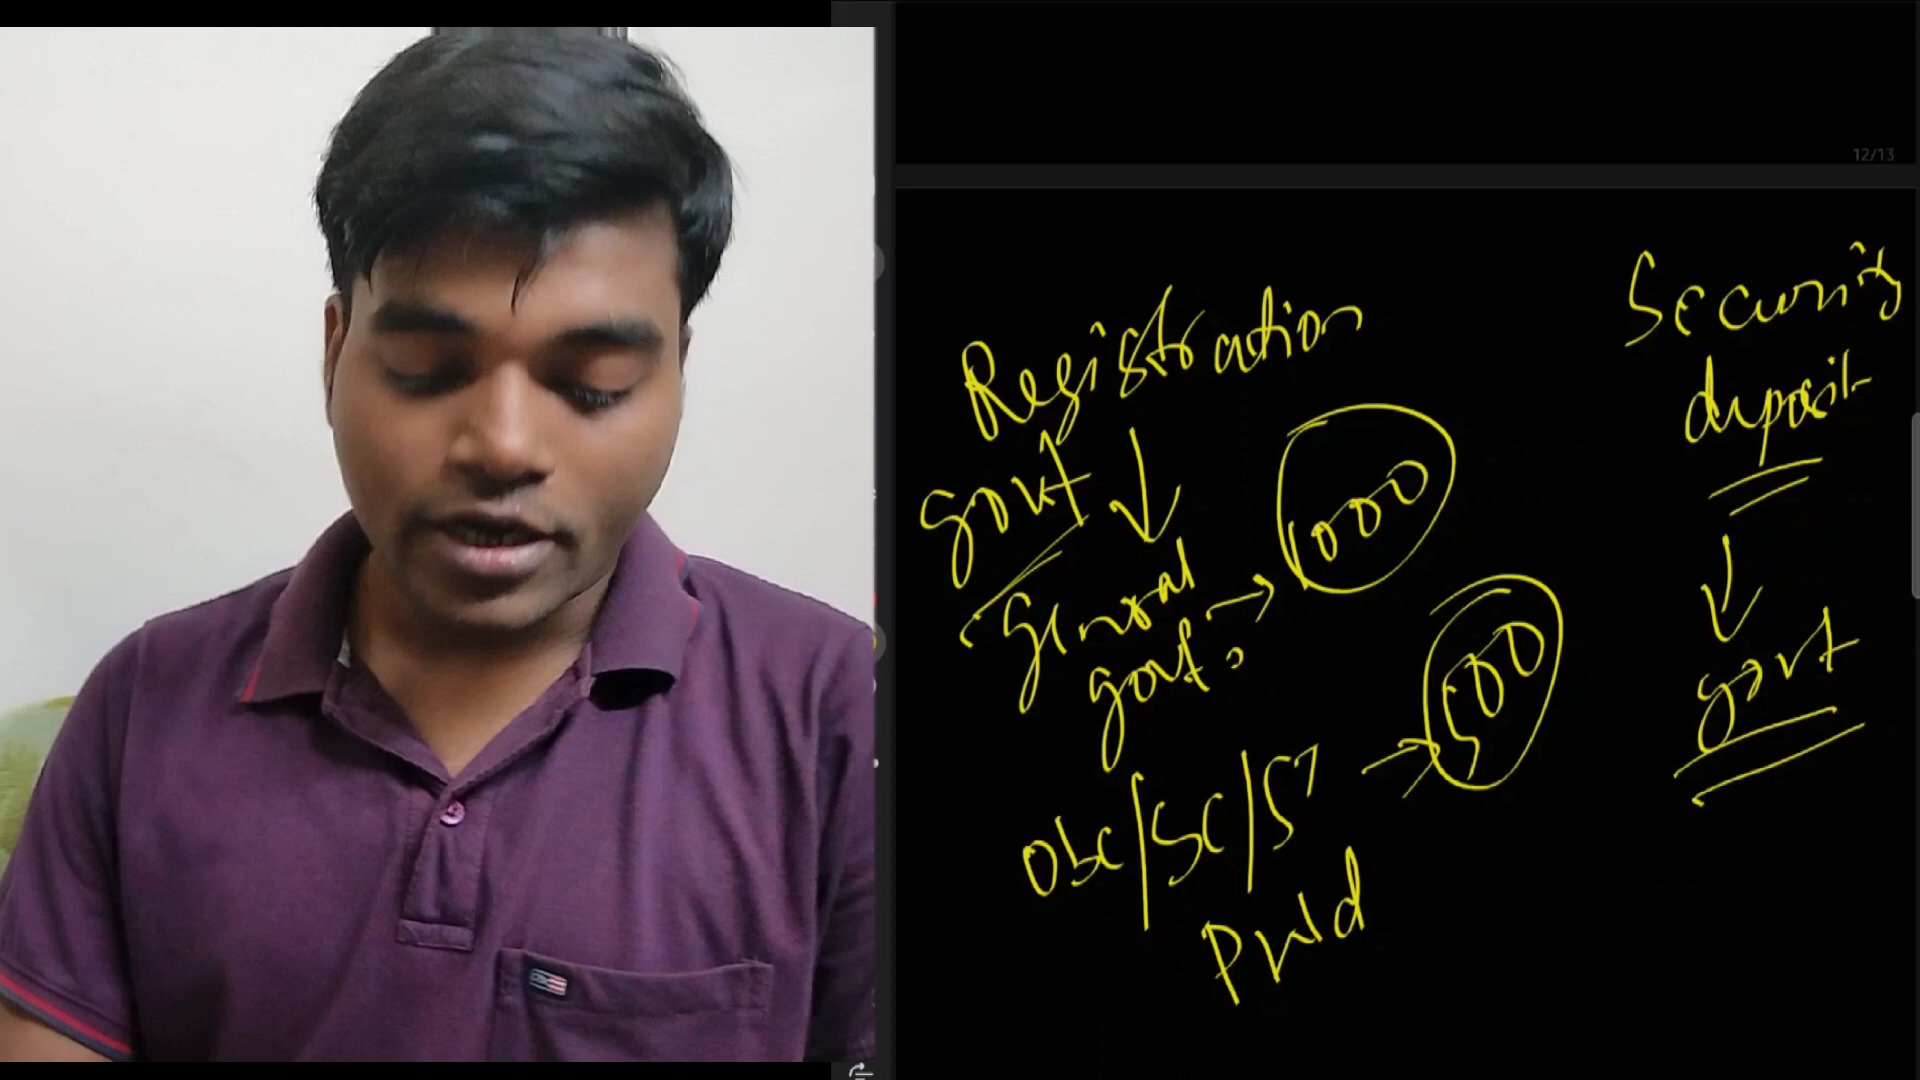 12/13
Registration
govt
General
govt.
→ 1000
Obc/SC/ST → 500
Pwd
Security
deposit
govt